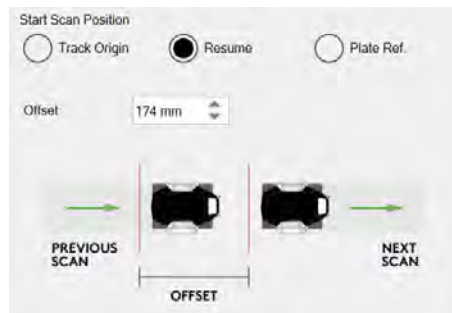 Start Scan Position
Track Origin Resume Plate Ref.
Offset 174 mm
PREVIOUS SCAN NEXT SCAN
OFFSET